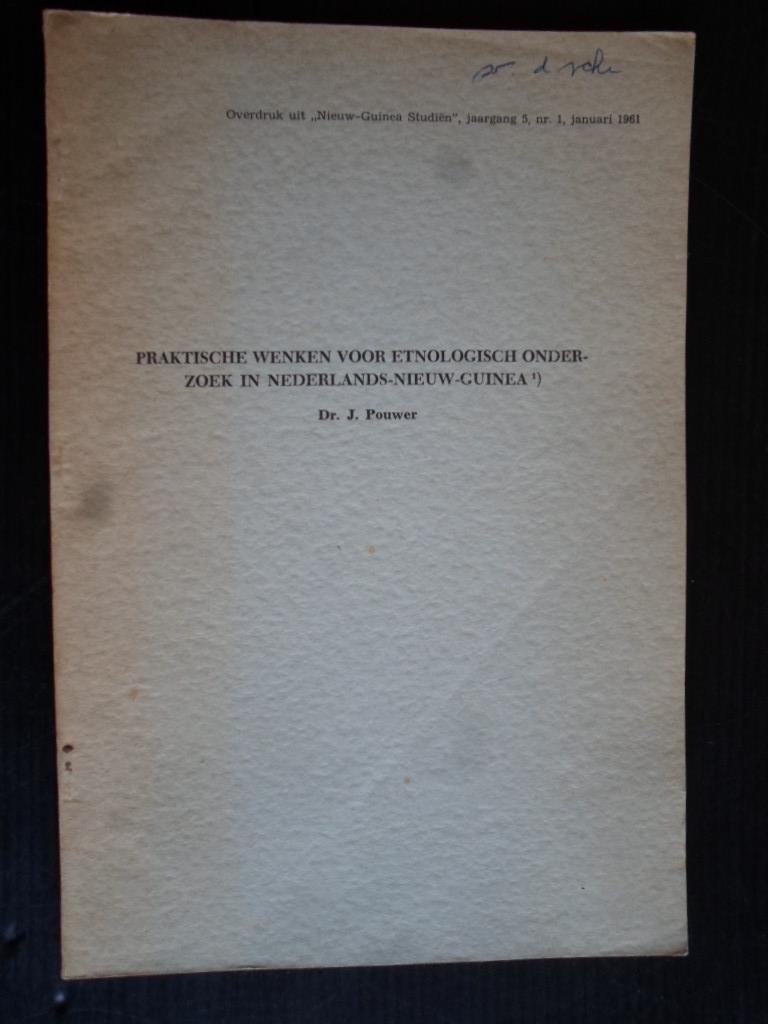 Overdruk uit „Nieuw-Guinea Studiën", jaargang 5, nr. 1, januari 1961
PRAKTISCHE WENKEN VOOR ETNOLOGISCH ONDER-
ZOEK IN NEDERLANDS-NIEUW-GUINEA ¹)
Dr. J. Pouwer